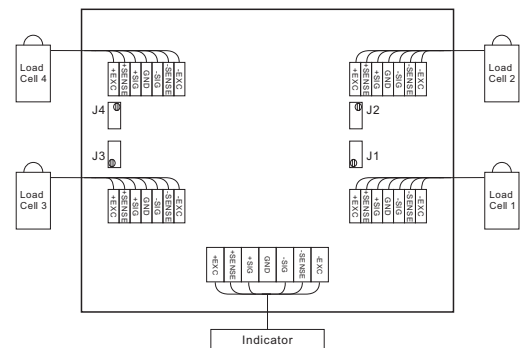 Load
Cell 4
+EXC
+SENSE
+SIG
GND
-SIG
-SENSE
-EXC
J4
+EXC
+SENSE
+SIG
GND
-SIG
-SENSE
-EXC
J2
Load
Cell 2
J3
J1
Load
Cell 3
+EXC
+SENSE
+SIG
GND
-SIG
-SENSE
-EXC
+EXC
+SENSE
+SIG
GND
-SIG
-SENSE
-EXC
Load
Cell 1
+EXC
+SENSE
+SIG
GND
-SIG
-SENSE
-EXC
Indicator